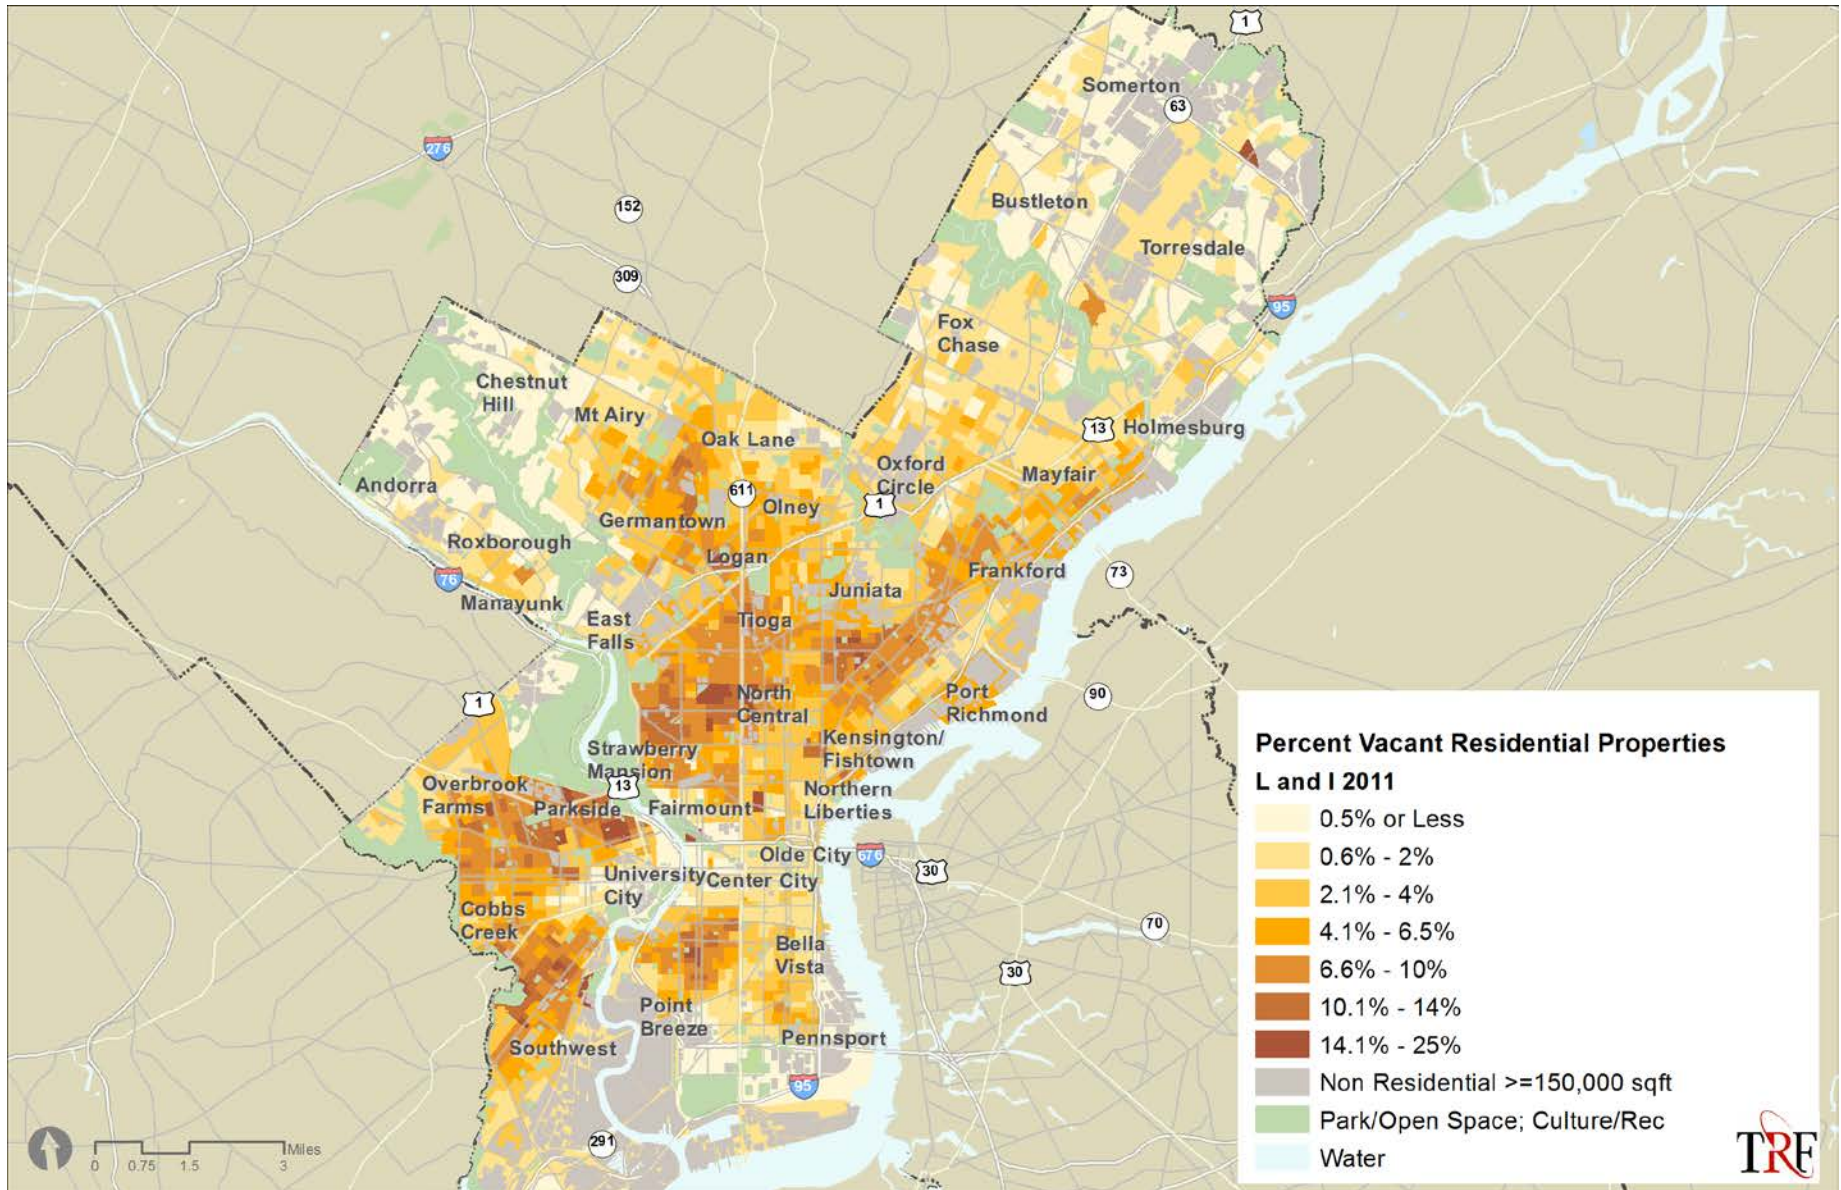 1
Somerton
63
276
152
Bustleton
Torresdale
309
95
Fox
Chase
Chestnut
Hill
Mt Airy
13
Holmesburg
Oak Lane
Oxford
Circle
Mayfair
Andorra
611
1
Olney
Germantown
Roxborough
Logan
Frankford
73
76
Juniata
Manayunk
East
Falls
Tioga
1
North
Central
Port
Richmond
90
Kensington/
Fishtown
Strawberry
Mansion
13
Overbrook
Farms
Parkside
Fairmount
Northern
Liberties
Olde City
676
30
University
City
Center City
Cobbs
Creek
70
Bella
Vista
30
Point
Breeze
Pennsport
Southwest
95
291
Miles
0 0.75 1.5 3
Percent Vacant Residential Properties
L and I 2011
0.5% or Less
0.6% - 2%
2.1% - 4%
4.1% - 6.5%
6.6% - 10%
10.1% - 14%
14.1% - 25%
Non Residential >=150,000 sqft
Park/Open Space; Culture/Rec
Water
TRF